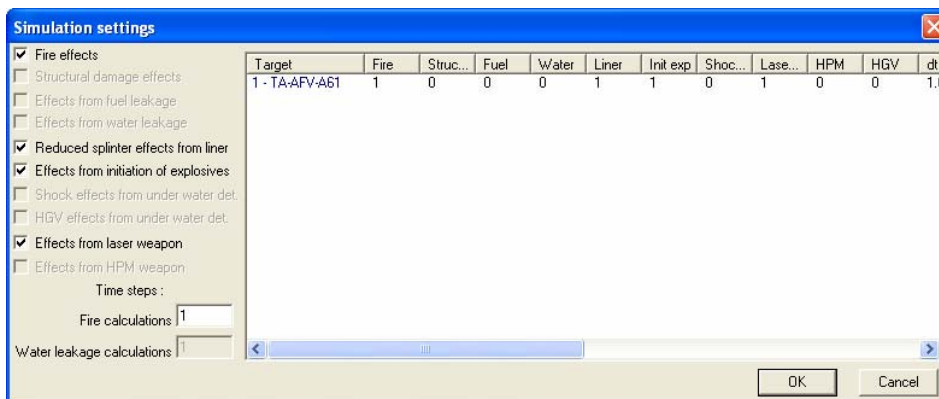 Simulation settings
Fire effects
Structural damage effects
Effects from fuel leakage
Effects from water leakage
Reduced splinter effects from liner
Effects from initiation of explosives
Shock effects from under water det.
HGV effects from under water det.
Effects from laser weapon
Effects from HPM weapon
Time steps :
Fire calculations 1
Water leakage calculations 1
Target Fire Struc... Fuel Water Liner Init exp Shoc... Lase... HPM HGV dt
1 - TA-AFV-A61 1 0 0 0 1 1 0 1 0 0 1.
OK Cancel